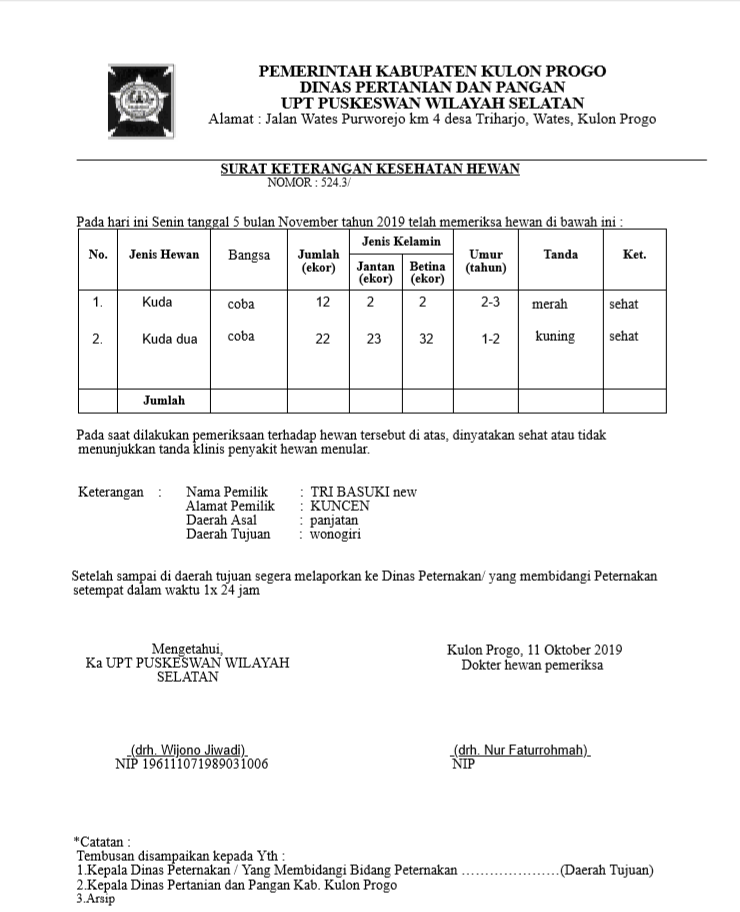 PEMERINTAH KABUPATEN KULON PROGO
DINAS PERTANIAN DAN PANGAN
UPT PUSKESWAN WILAYAH SELATAN
Alamat : Jalan Wates Purworejo km 4 desa Triharjo, Wates, Kulon Progo
SURAT KETERANGAN KESEHATAN HEWAN
NOMOR : 524.3/
Pada hari ini Senin tanggal 5 bulan November tahun 2019 telah memeriksa hewan di bawah ini :
No. Jenis Hewan Bangsa Jumlah (ekor) Jenis Kelamin Jantan (ekor) Betina (ekor) Umur (tahun) Tanda Ket.
1. Kuda coba 12 2 2 2-3 merah sehat
2. Kuda dua coba 22 23 32 1-2 kuning sehat
Jumlah
Pada saat dilakukan pemeriksaan terhadap hewan tersebut di atas, dinyatakan sehat atau tidak
menunjukkan tanda klinis penyakit hewan menular.
Keterangan : Nama Pemilik : TRI BASUKI new
Alamat Pemilik : KUNCEN
Daerah Asal : panjatan
Daerah Tujuan : wonogiri
Setelah sampai di daerah tujuan segera melaporkan ke Dinas Peternakan/ yang membidangi Peternakan
setempat dalam waktu 1x 24 jam
Mengetahui,
Ka UPT PUSKESWAN WILAYAH
SELATAN
Kulon Progo, 11 Oktober 2019
Dokter hewan pemeriksa
(drh. Wijono Jiwadi)
NIP 196111071989031006
(drh. Nur Faturrohmah)
NIP
*Catatan :
Tembusan disampaikan kepada Yth :
1.Kepala Dinas Peternakan / Yang Membidangi Bidang Peternakan .....................(Daerah Tujuan)
2.Kepala Dinas Pertanian dan Pangan Kab. Kulon Progo
3.Arsip